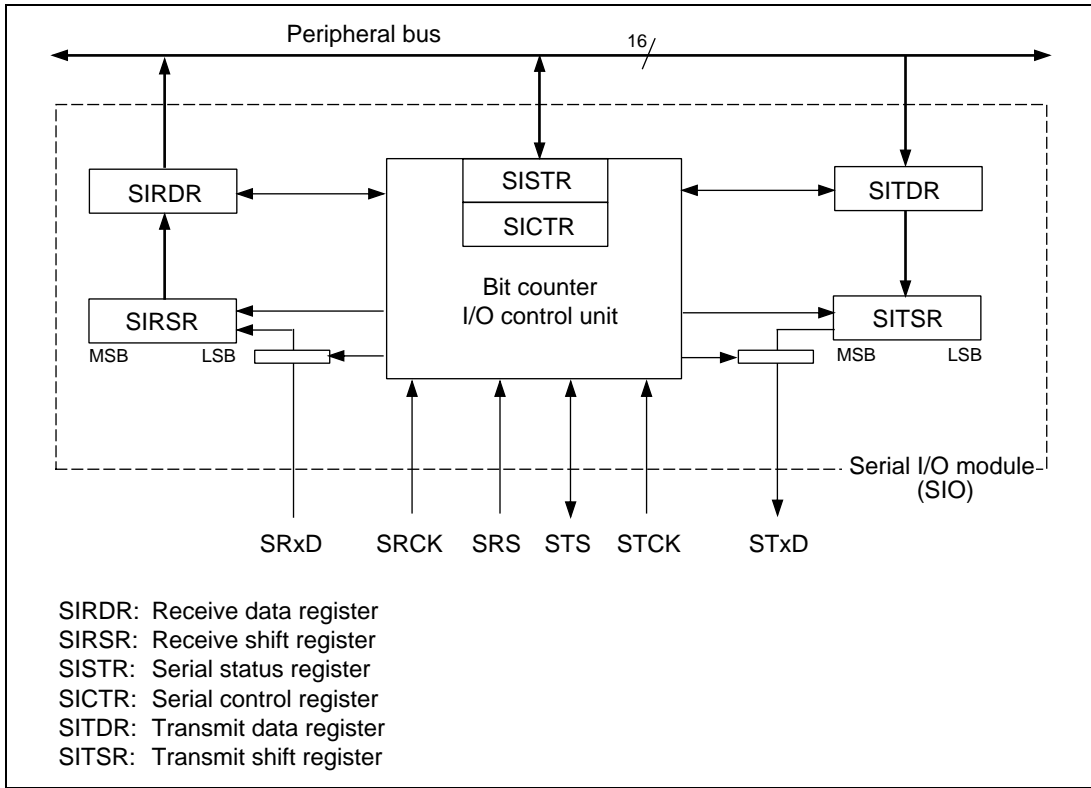 Peripheral bus
16
SIRDR
SISTR
SITDR
SICTR
Bit counter
I/O control unit
SIRSR
SITSR
MSB LSB
MSB LSB
Serial I/O module
(SIO)
SRxD SRCK SRS STS STCK STxD
SIRDR: Receive data register
SIRSR: Receive shift register
SISTR: Serial status register
SICTR: Serial control register
SITDR: Transmit data register
SITSR: Transmit shift register